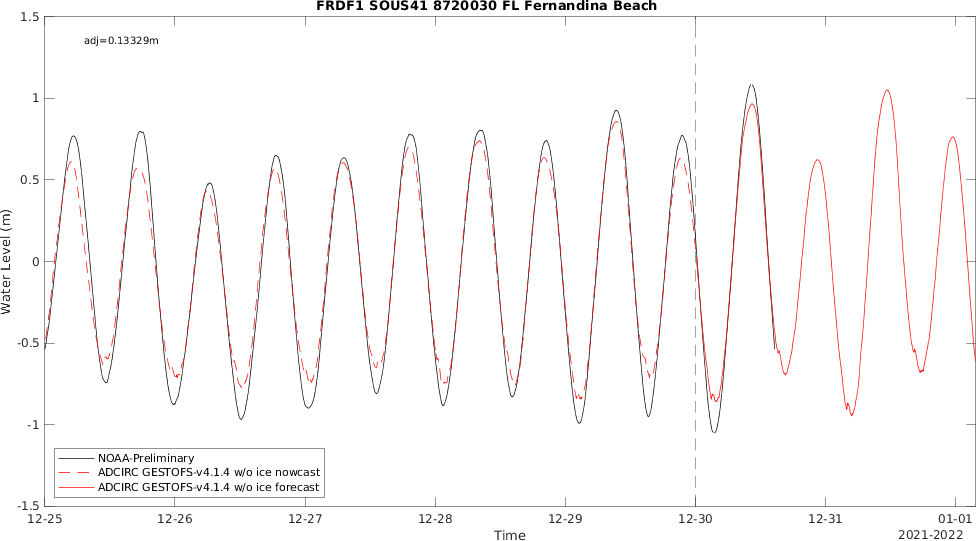 FRDF1 SOUS41 8720030 FL Fernandina Beach
1.5
adj=0.13329m
1
0.5
0
-0.5
-1
-1.5
Water Level (m)
NOAA-Preliminary
ADCIRC GESTOFS-v4.1.4 w/o ice nowcast
ADCIRC GESTOFS-v4.1.4 w/o ice forecast
12-25 12-26 12-27 12-28 12-29 12-30 12-31 01-01
Time
2021-2022